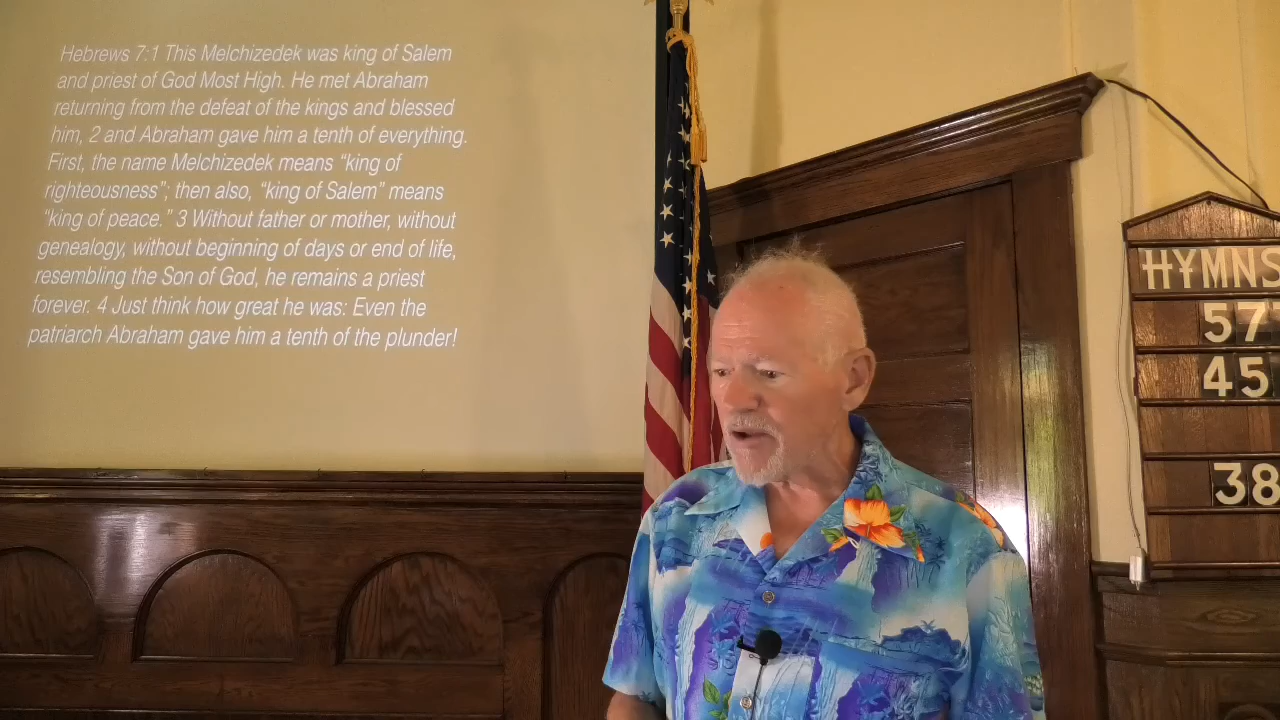 Hebrews 7:1 This Melchizedek was king of Salem
and priest of God Most High. He met Abraham
returning from the defeat of the kings and blessed
him, 2 and Abraham gave him a tenth of everything.
First, the name Melchizedek means “king of
righteousness”; then also, “king of Salem” means
“king of peace.” 3 Without father or mother, without
genealogy, without beginning of days or end of life,
resembling the Son of God, he remains a priest
forever. 4 Just think how great he was: Even the
patriarch Abraham gave him a tenth of the plunder!
HYMNS
57
45
38